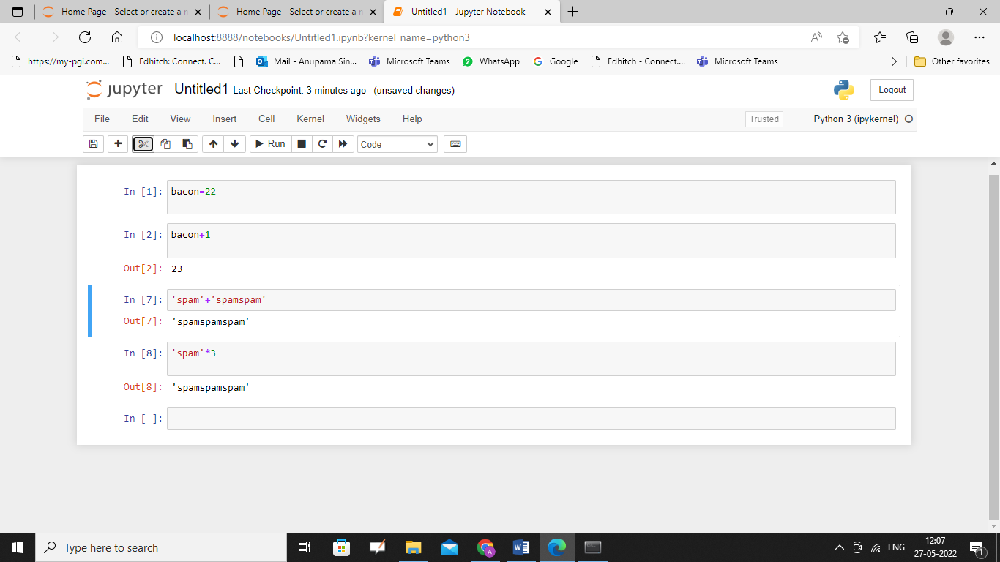 Home Page - Select or create a n
Home Page - Select or create a n
Untitled1 - Jupyter Notebook
localhost:8888/notebooks/Untitled1.ipynb?kernel_name=python3
https://my-pgi.com...
Edhitch: Connect. C...
Mail - Anupama Sin...
Microsoft Teams
WhatsApp
Google
Edhitch - Connect....
Microsoft Teams
Other favorites
jupyter Untitled1 Last Checkpoint: 3 minutes ago (unsaved changes)
Logout
File Edit View Insert Cell Kernel Widgets Help
Trusted
Python 3 (ipykernel)
Run
Code
In [1]: bacon=22
In [2]: bacon+1
Out[2]: 23
In [7]: 'spam'+'spamspam'
Out[7]: 'spamspamspam'
In [8]: 'spam'*3
Out[8]: 'spamspamspam'
In [ ]:
Type here to search
ENG
12:07
27-05-2022
1